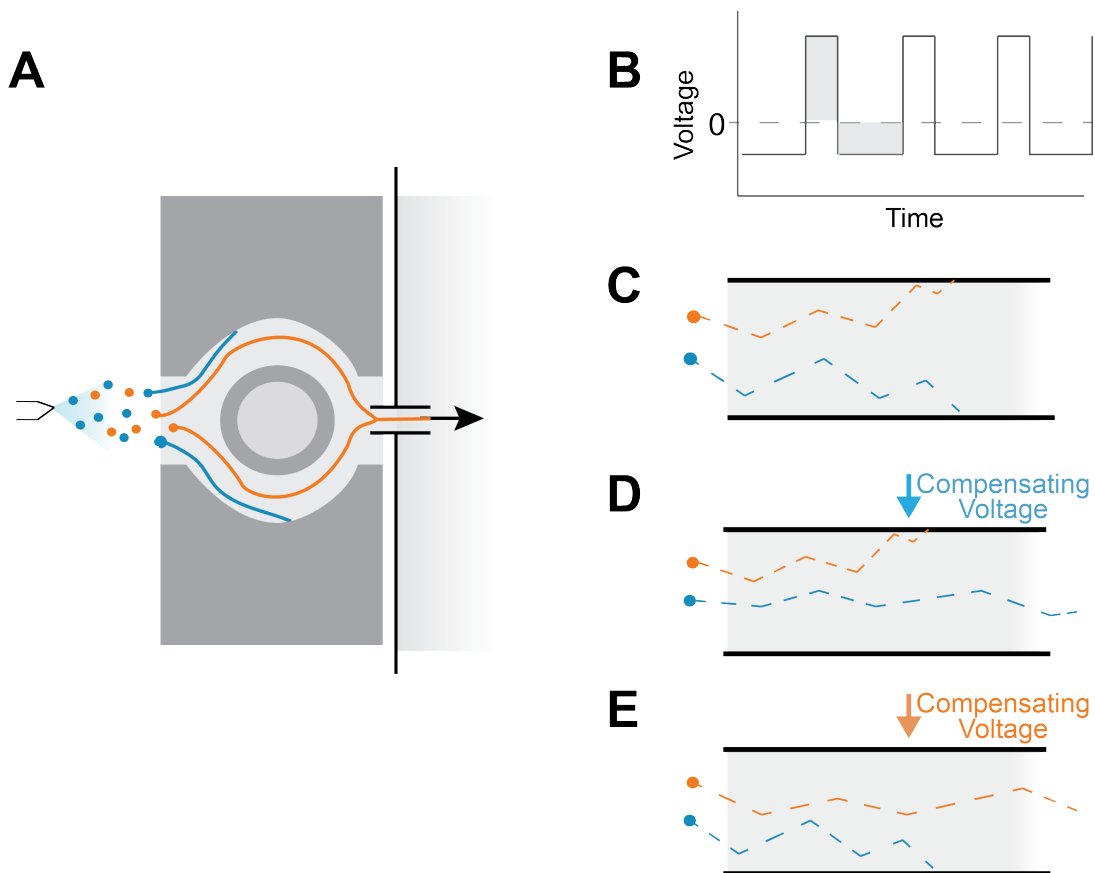 A
B
Voltage
0
Time
C
D
Compensating
Voltage
E
Compensating
Voltage